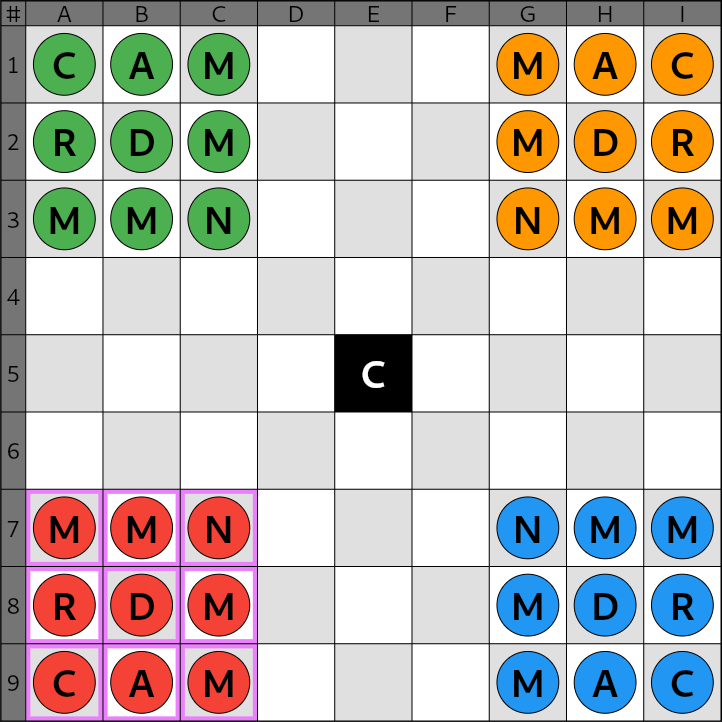 # A B C D E F G H I
1 C A M M A C
2 R D M M D R
3 M M N N M M
4
5 C
6
7 M M N N M M
8 R D M M D R
9 C A M M A C